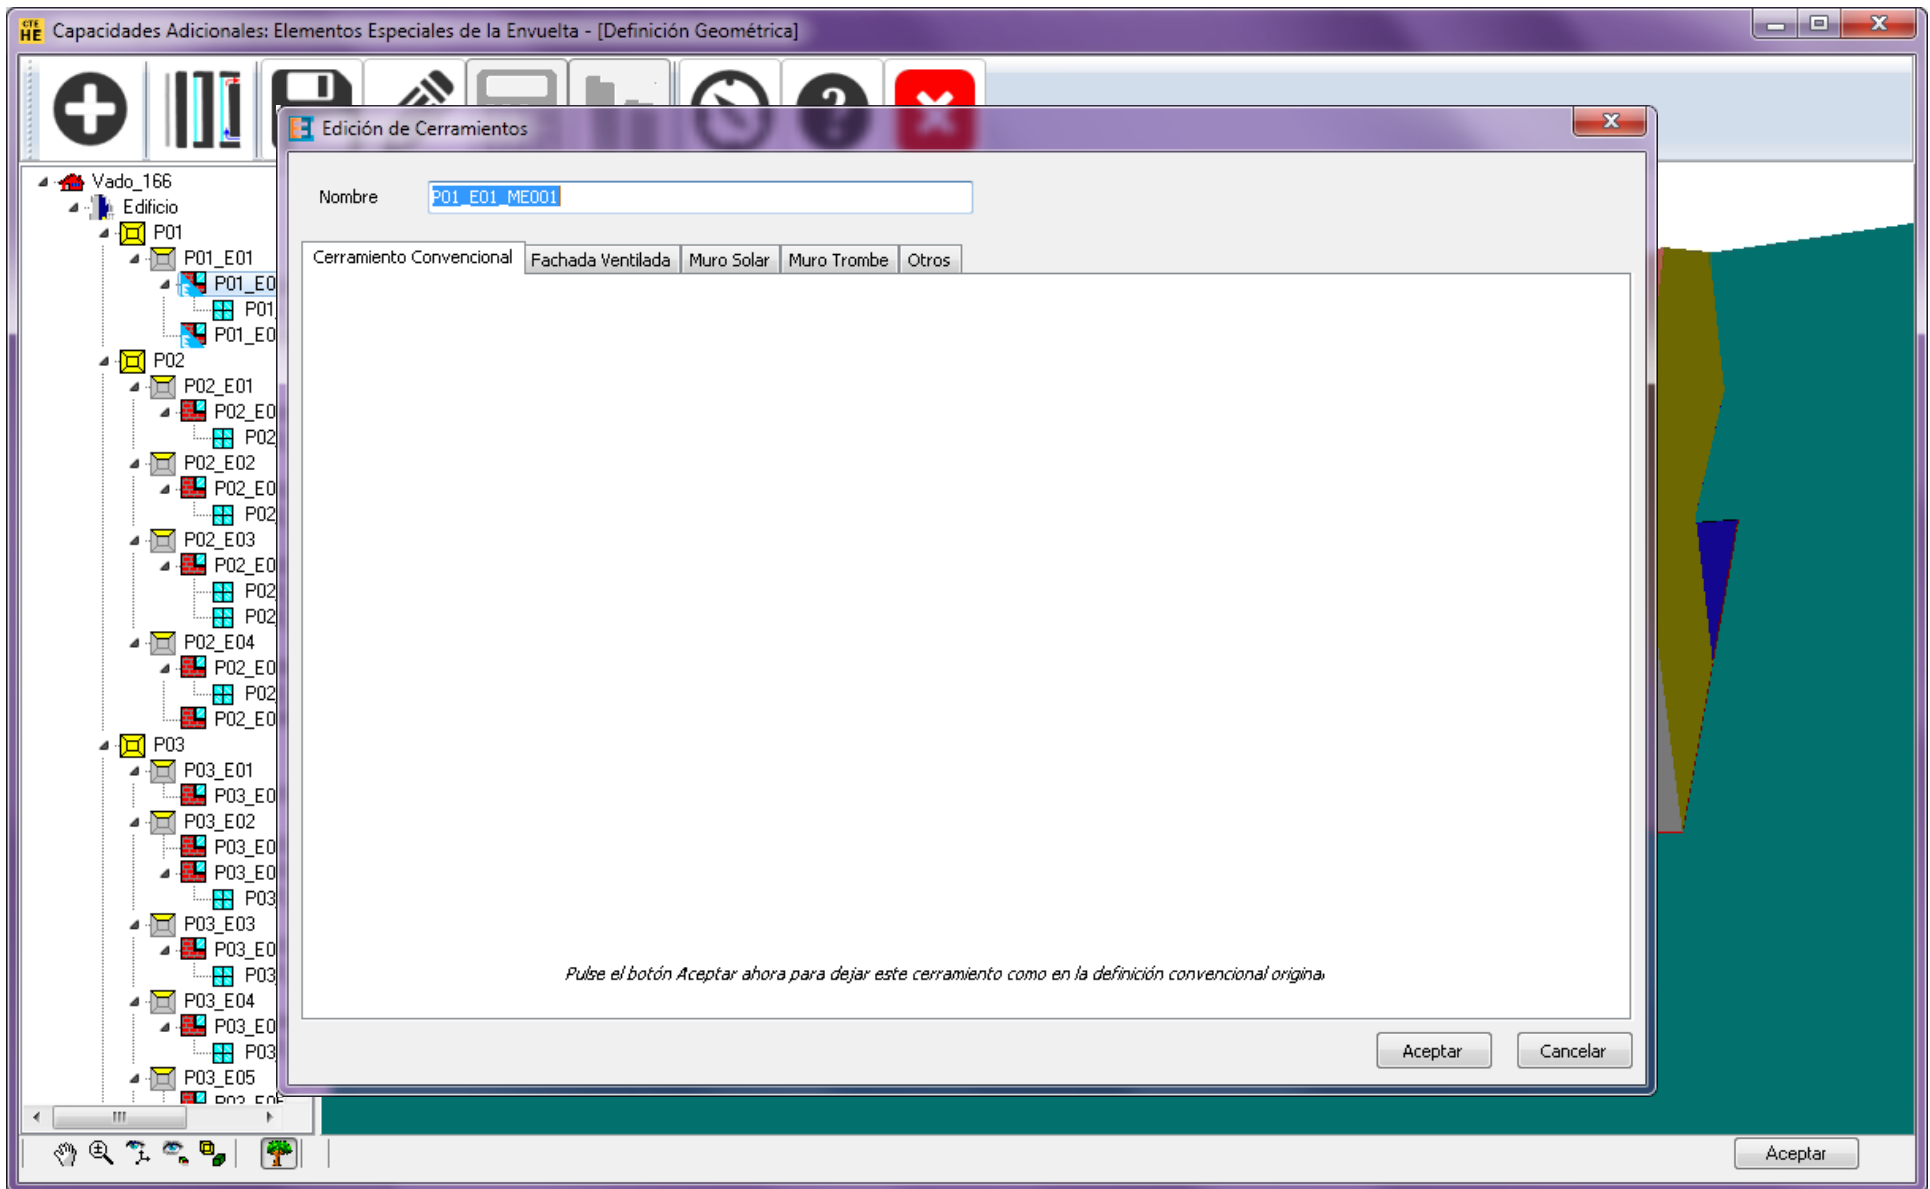 CTE
HE
Capacidades Adicionales: Elementos Especiales de la Envuelta - [Definición Geométrica]
Edición de Cerramientos
Nombre
P01_E01_ME001
Cerramiento Convencional
Fachada Ventilada
Muro Solar
Muro Trombe
Otros
Vado_166
Edificio
P01
P01_E01
P01_E0
P01
P01_E0
P02
P02_E01
P02_E0
P02
P02_E02
P02_E0
P02
P02_E03
P02_E0
P02
P02
P02_E04
P02_E0
P02
P02_E0
P03
P03_E01
P03_E0
P03_E02
P03_E0
P03_E0
P03
P03_E03
P03_E0
P03
P03_E04
P03_E0
P03
P03_E05
Pulse el botón Aceptar ahora para dejar este cerramiento como en la definición convencional origina
Aceptar
Cancelar
Aceptar